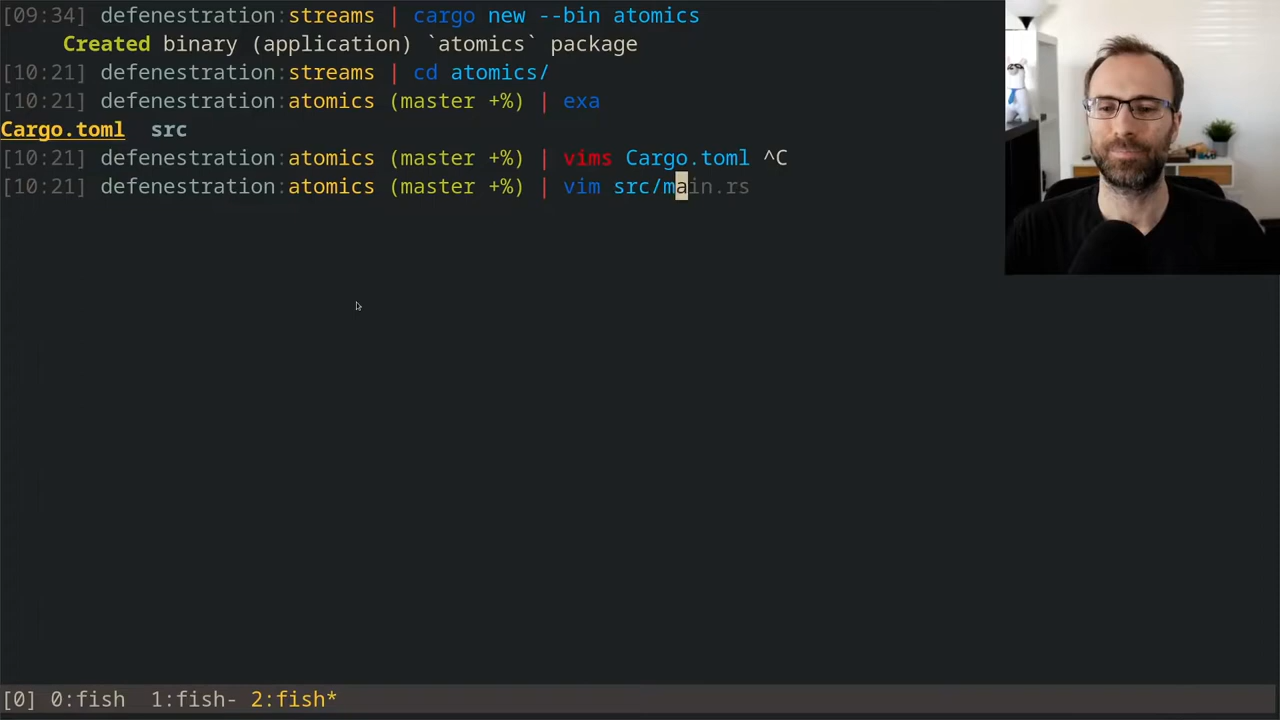 [09:34] defenestration:streams | cargo new --bin atomics
     Created binary (application) `atomics` package
[10:21] defenestration:streams | cd atomics/
[10:21] defenestration:atomics (master +%) | exa
Cargo.toml  src
[10:21] defenestration:atomics (master +%) | vims Cargo.toml ^C
[10:21] defenestration:atomics (master +%) | vim src/main.rs
[0] 0:fish  1:fish- 2:fish*